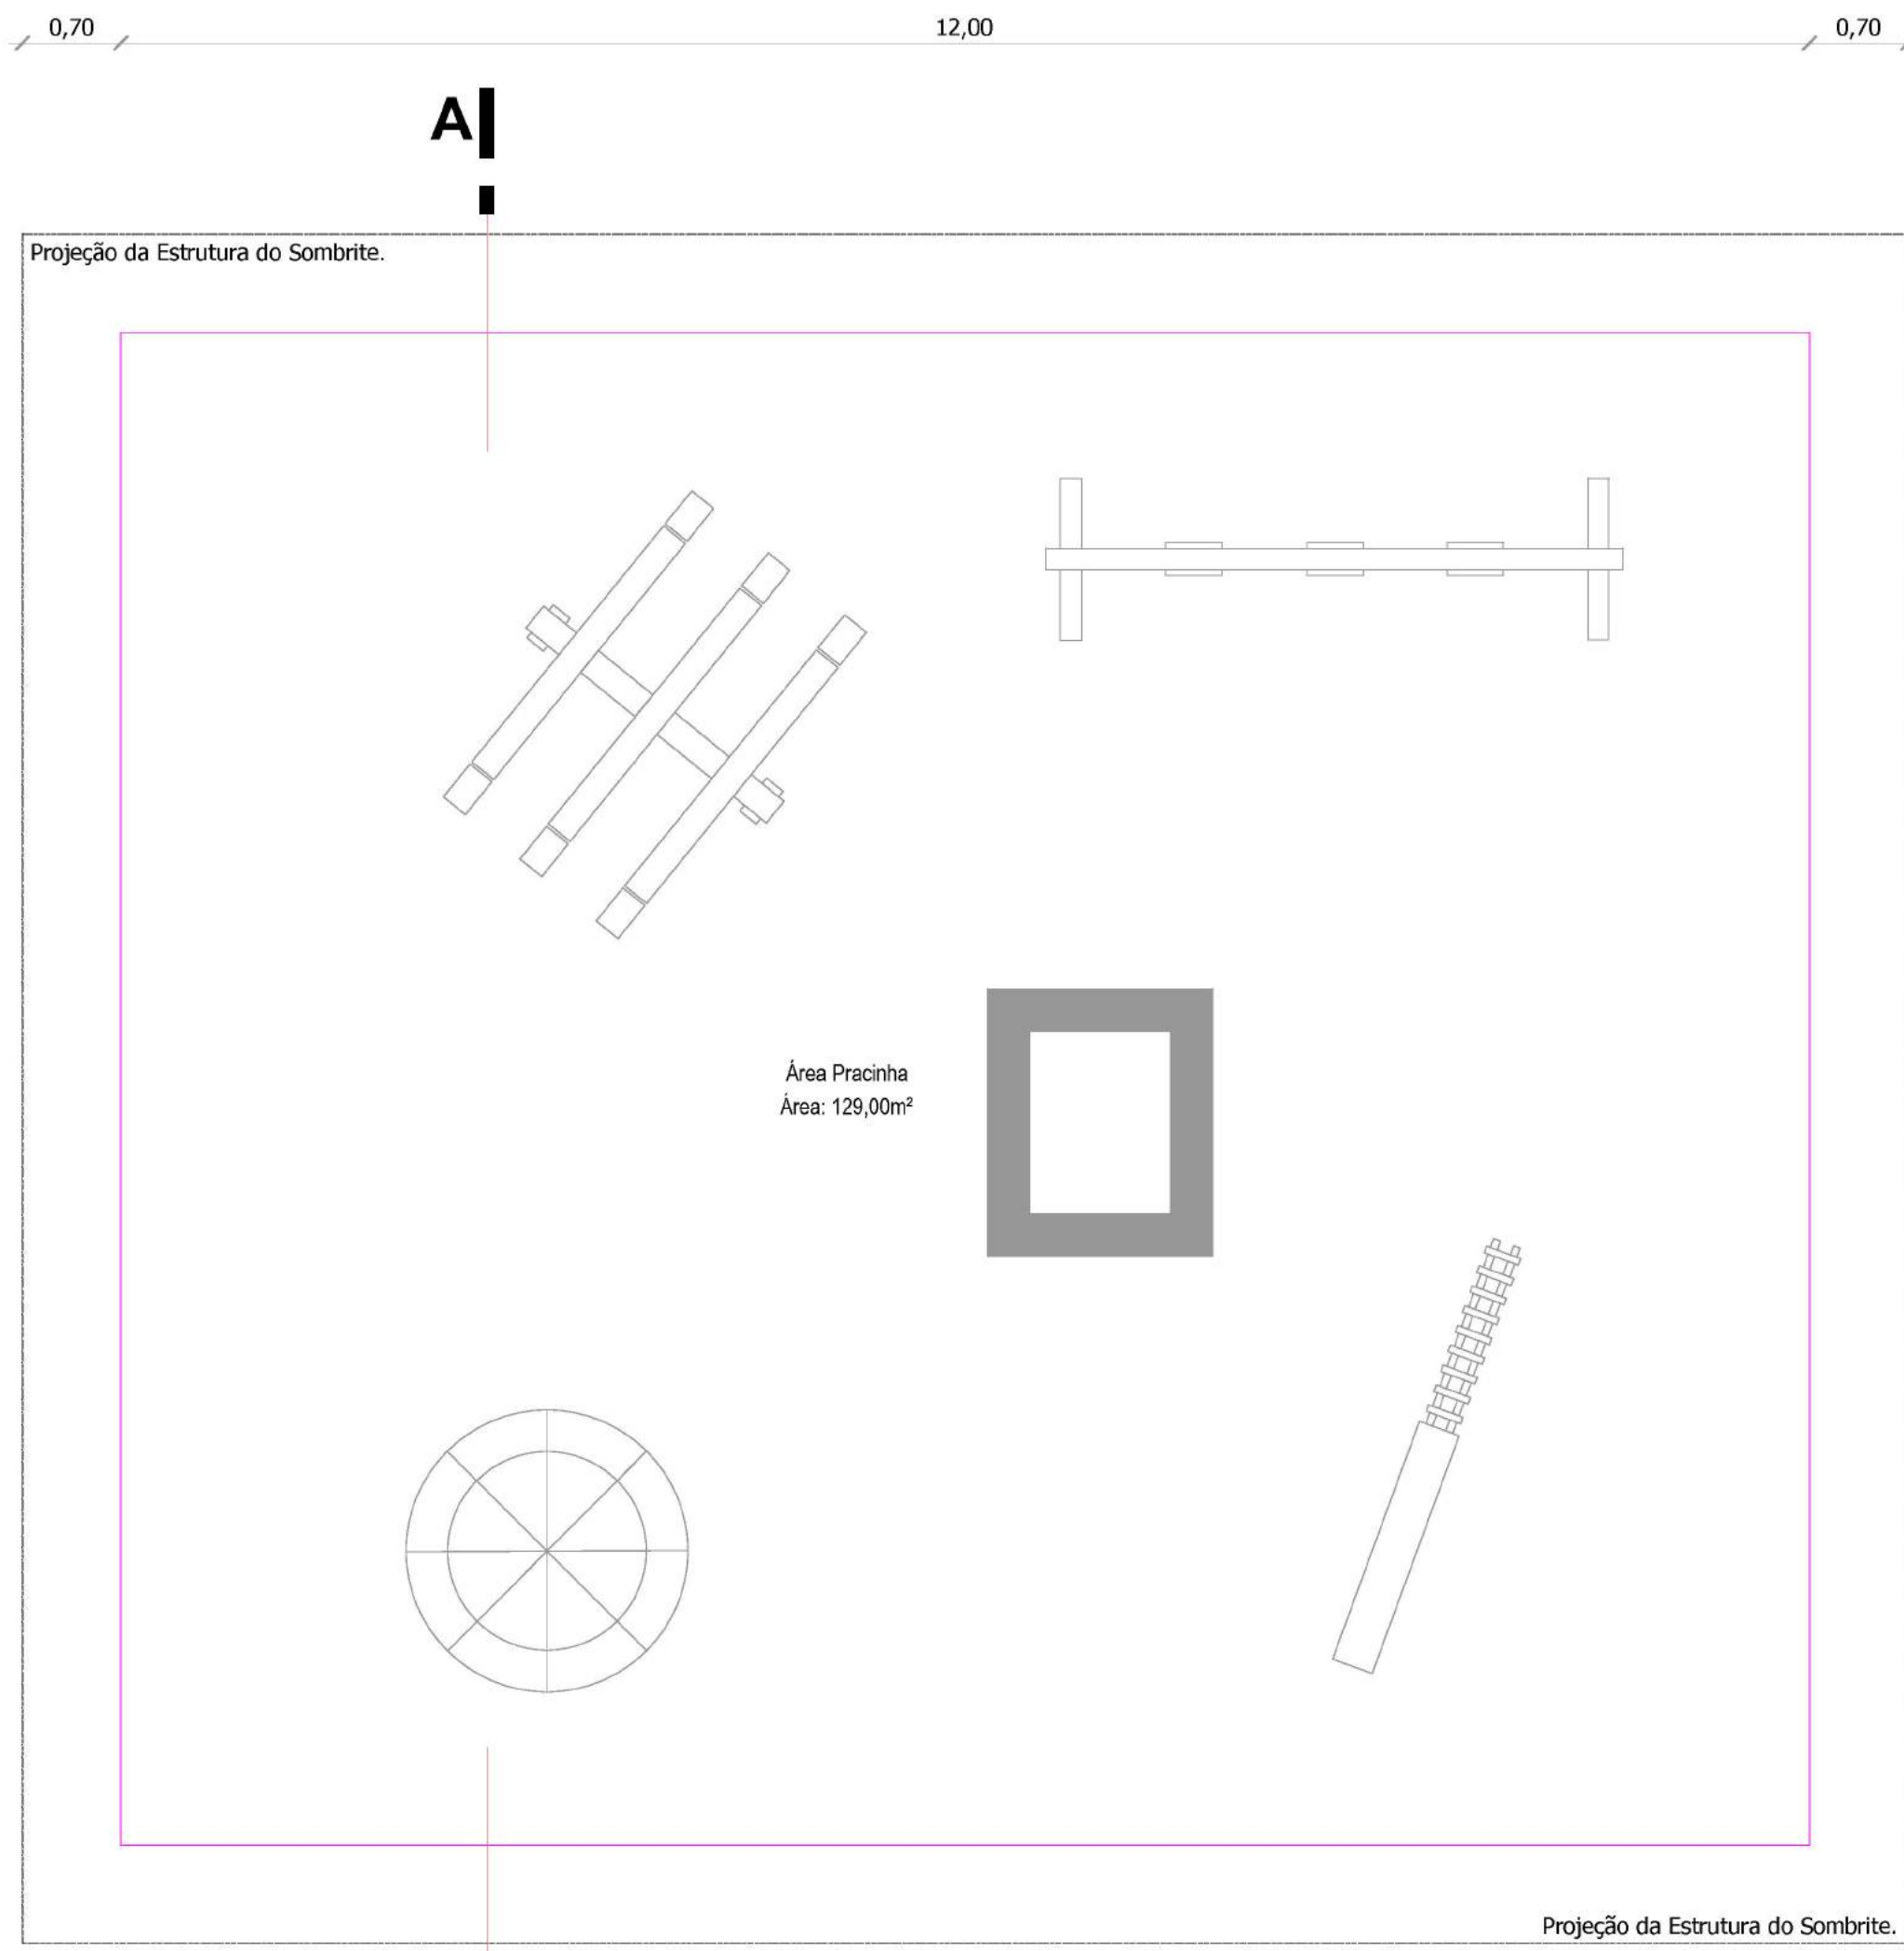 0,70 12,00 0,70
A
Projeção da Estrutura do Sombrite.
Área Pracinha
Área: 129,00m²
Projeção da Estrutura do Sombrite.